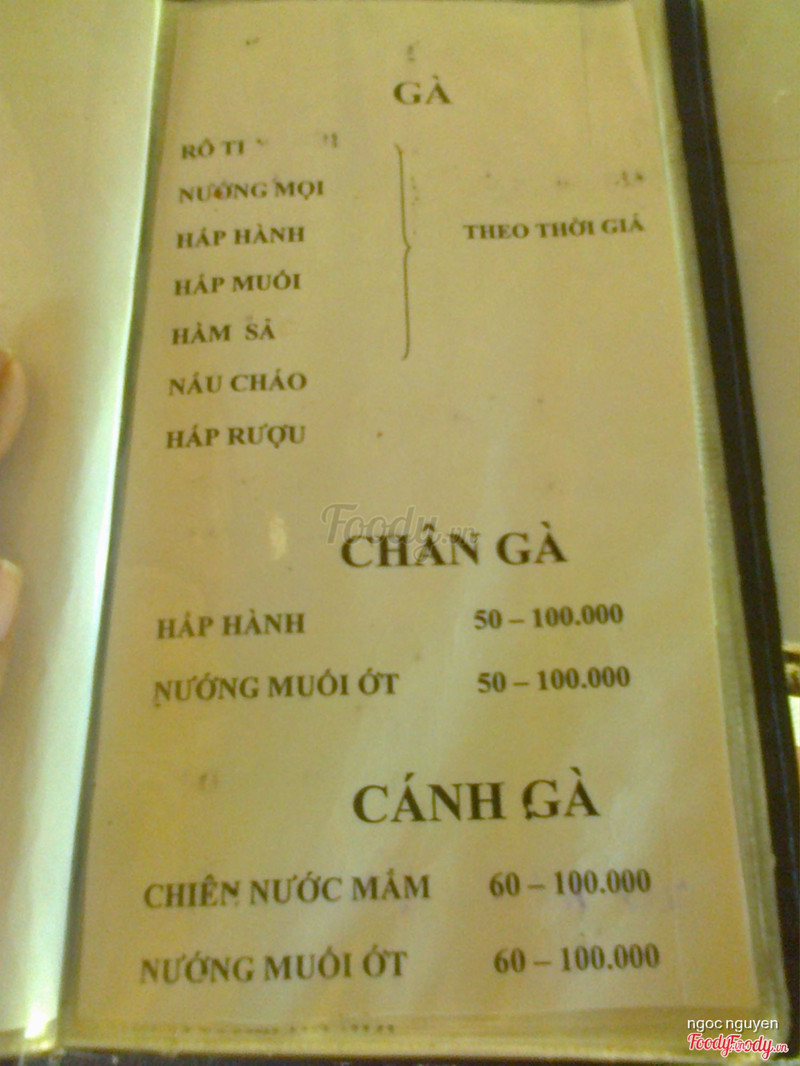 GÀ
RÔ TI
NƯỚNG MỌI
HẤP HÀNH
HẤP MUỐI
HẦM SẢ
NẤU CHÁO
HẤP RƯỢU
THEO THỜI GIÁ
Foody.vn
CHÂN GÀ
HẤP HÀNH 50 – 100.000
NƯỚNG MUỐI ỚT 50 – 100.000
CÁNH GÀ
CHIÊN NƯỚC MẮM 60 – 100.000
NƯỚNG MUỐI ỚT 60 – 100.000
ngoc nguyen
FoodyFoody.vn